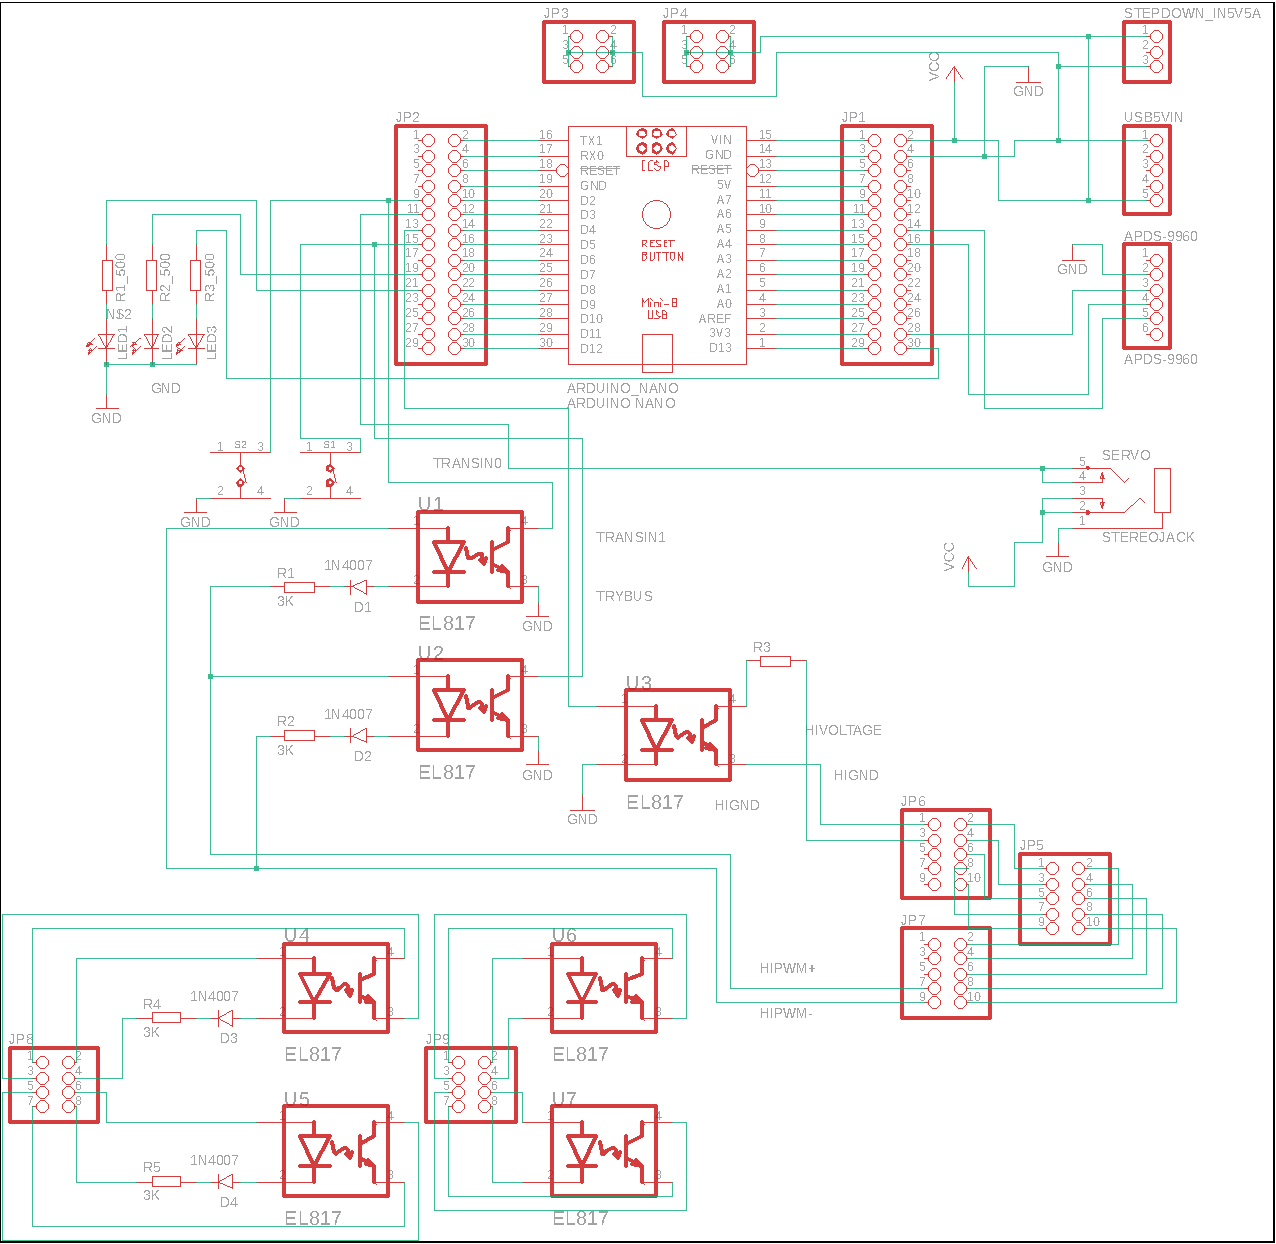 JP3
JP4
STEPDOWN_IN5V5A
1 2
3 4
5 6
1 2
3 4
5 6
1
2
3
VCC
GND
JP2
JP1
USB5VIN
1 2
3 4
5 6
7 8
9 10
11 12
13 14
15 16
17 18
19 20
21 22
23 24
25 26
27 28
29 30
16 TX1
17 RX0
18 RESET
19 GND
20 D2
21 D3
22 D4
23 D5
24 D6
25 D7
26 D8
27 D9
28 D10
29 D11
30 D12
ICSP
RESET
BUTTON
Mini-B
USB
VIN 15
GND 14
RESET 13
5V 12
A7 11
A6 10
A5 9
A4 8
A3 7
A2 6
A1 5
A0 4
AREF 3
3V3 2
D13 1
ARDUINO_NANO
ARDUINO NANO
1 2
3 4
5 6
7 8
9 10
11 12
13 14
15 16
17 18
19 20
21 22
23 24
25 26
27 28
29 30
1
2
3
4
5
APDS-9960
GND
1
2
3
4
5
6
APDS-9960
R1_500
R2_500
R3_500
N$2
LED1
LED2
LED3
GND
GND
1 S2 3
2 4
GND
1 S1 3
2 4
GND
TRANSIN0
SERVO
5
4
3
2
1
STEREOJACK
VCC
GND
U1
1 4
2 3
EL817
GND
TRANSIN1
TRYBUS
R1
3K
1N4007
D1
U2
1 4
2 3
EL817
GND
R2
3K
1N4007
D2
R3
U3
1 4
2 3
EL817
GND
HIVOLTAGE
HIGND
HIGND
JP6
1 2
3 4
5 6
7 8
9 10
JP5
1 2
3 4
5 6
7 8
9 10
JP7
1 2
3 4
5 6
7 8
9 10
HIPWM+
HIPWM-
U4
1 4
2 3
EL817
R4
3K
1N4007
D3
JP8
1 2
3 4
5 6
7 8
U5
1 4
2 3
EL817
R5
3K
1N4007
D4
U6
1 4
2 3
EL817
JP9
1 2
3 4
5 6
7 8
U7
1 4
2 3
EL817